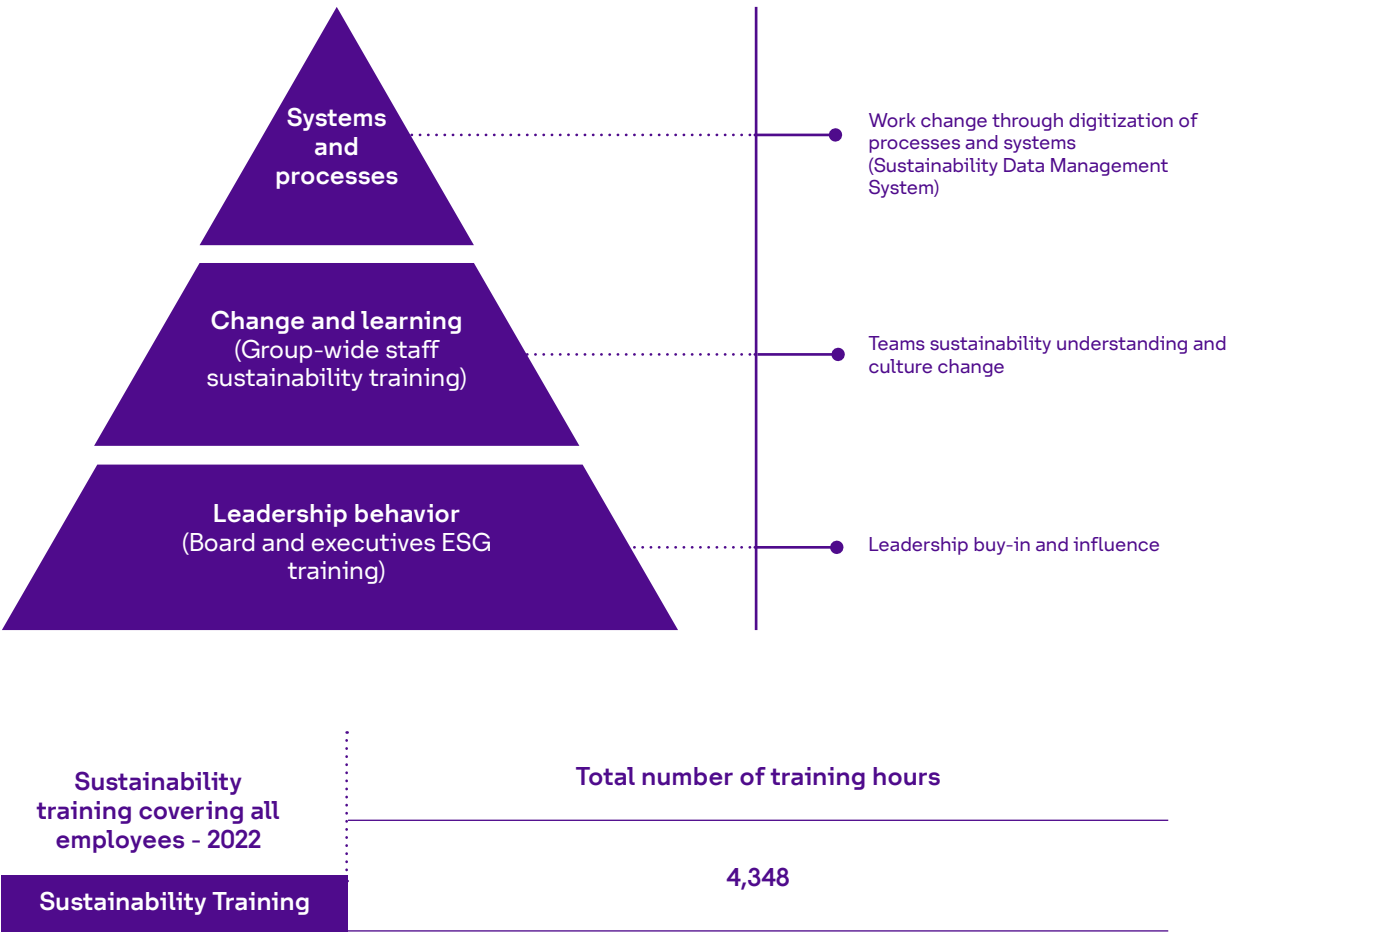 Systems
and
processes
Work change through digitization of
processes and systems
(Sustainability Data Management
System)
Change and learning
(Group-wide staff
sustainability training)
Teams sustainability understanding and
culture change
Leadership behavior
(Board and executives ESG
training)
Leadership buy-in and influence
Sustainability
training covering all
employees - 2022
Total number of training hours
Sustainability Training
4,348